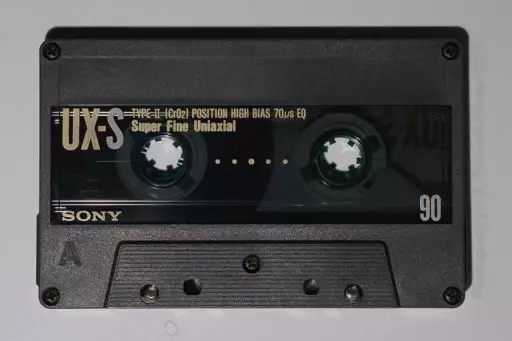 UX-S
TYPE-II (CrO2) POSITION HIGH BIAS 70μs EQ
Super Fine Uniaxial
SONY
90
A